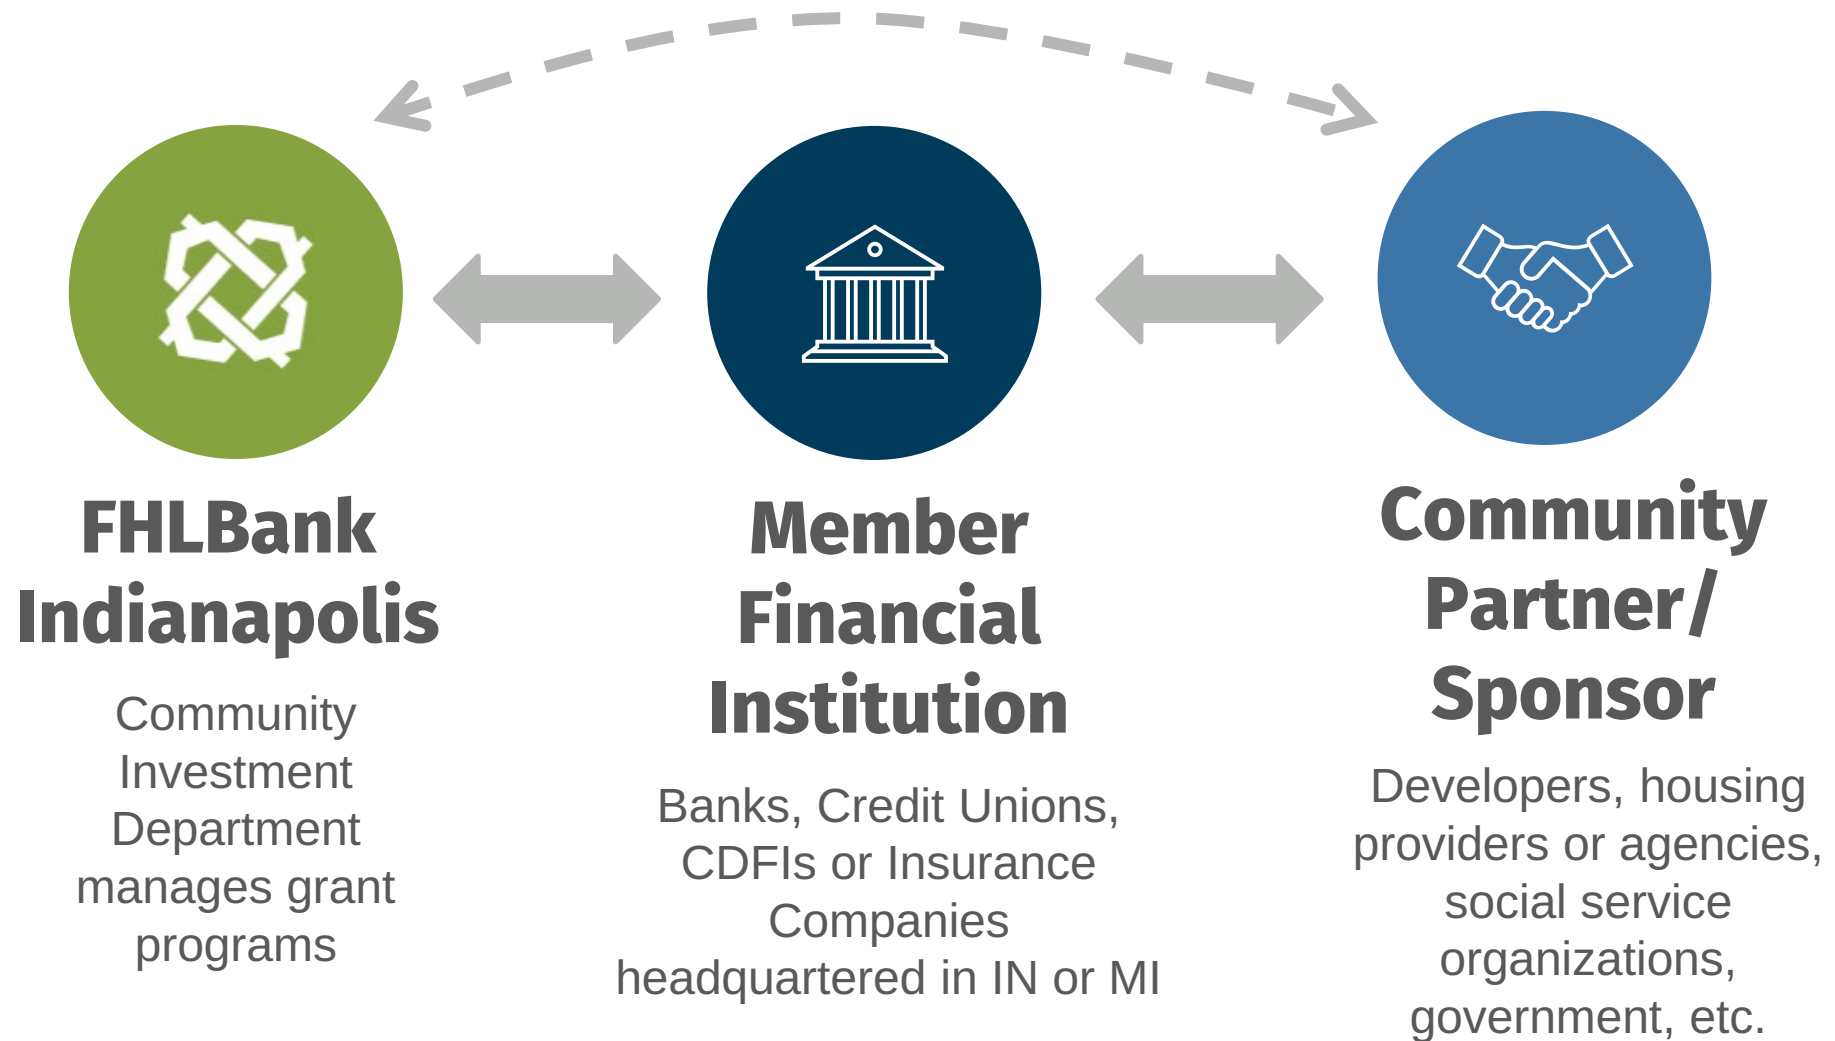 FHLBank
Indianapolis
Community
Investment
Department
manages grant
programs
Member
Financial
Institution
Banks, Credit Unions,
CDFIs or Insurance
Companies
headquartered in IN or MI
Community
Partner/
Sponsor
Developers, housing
providers or agencies,
social service
organizations,
government, etc.